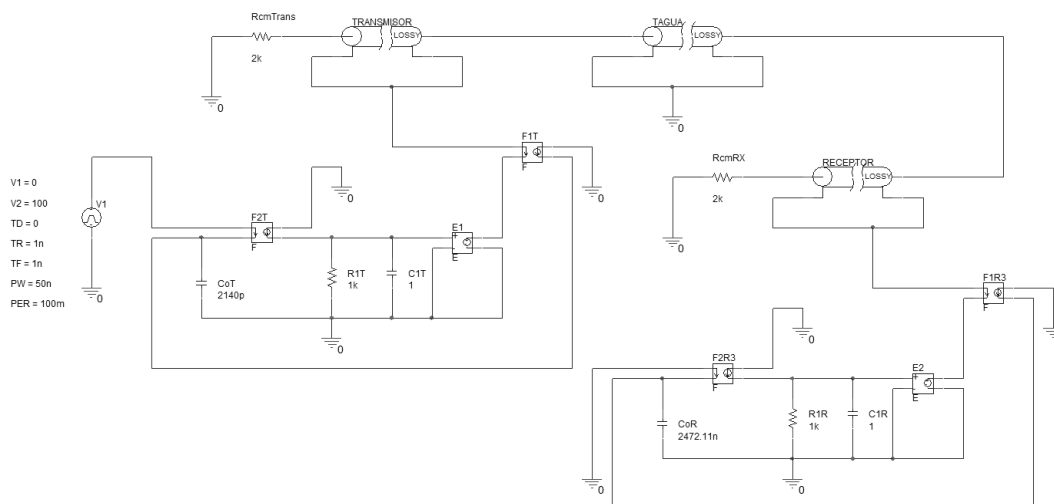 RcmTrans
2k
0
TRANSMISOR
LOSSY
0
TAGUA
LOSSY
0
F1T
F
0
RcmRX
2k
0
RECEPTOR
LOSSY
V1 = 0
V2 = 100
TD = 0
TR = 1n
TF = 1n
PW = 50n
PER = 100m
V1
0
F2T
F
0
E1
E
CoT
2140p
R1T
1k
C1T
1
0
F1R3
F
0
F2R3
F
0
E2
E
CoR
2472.11n
R1R
1k
C1R
1
0
0